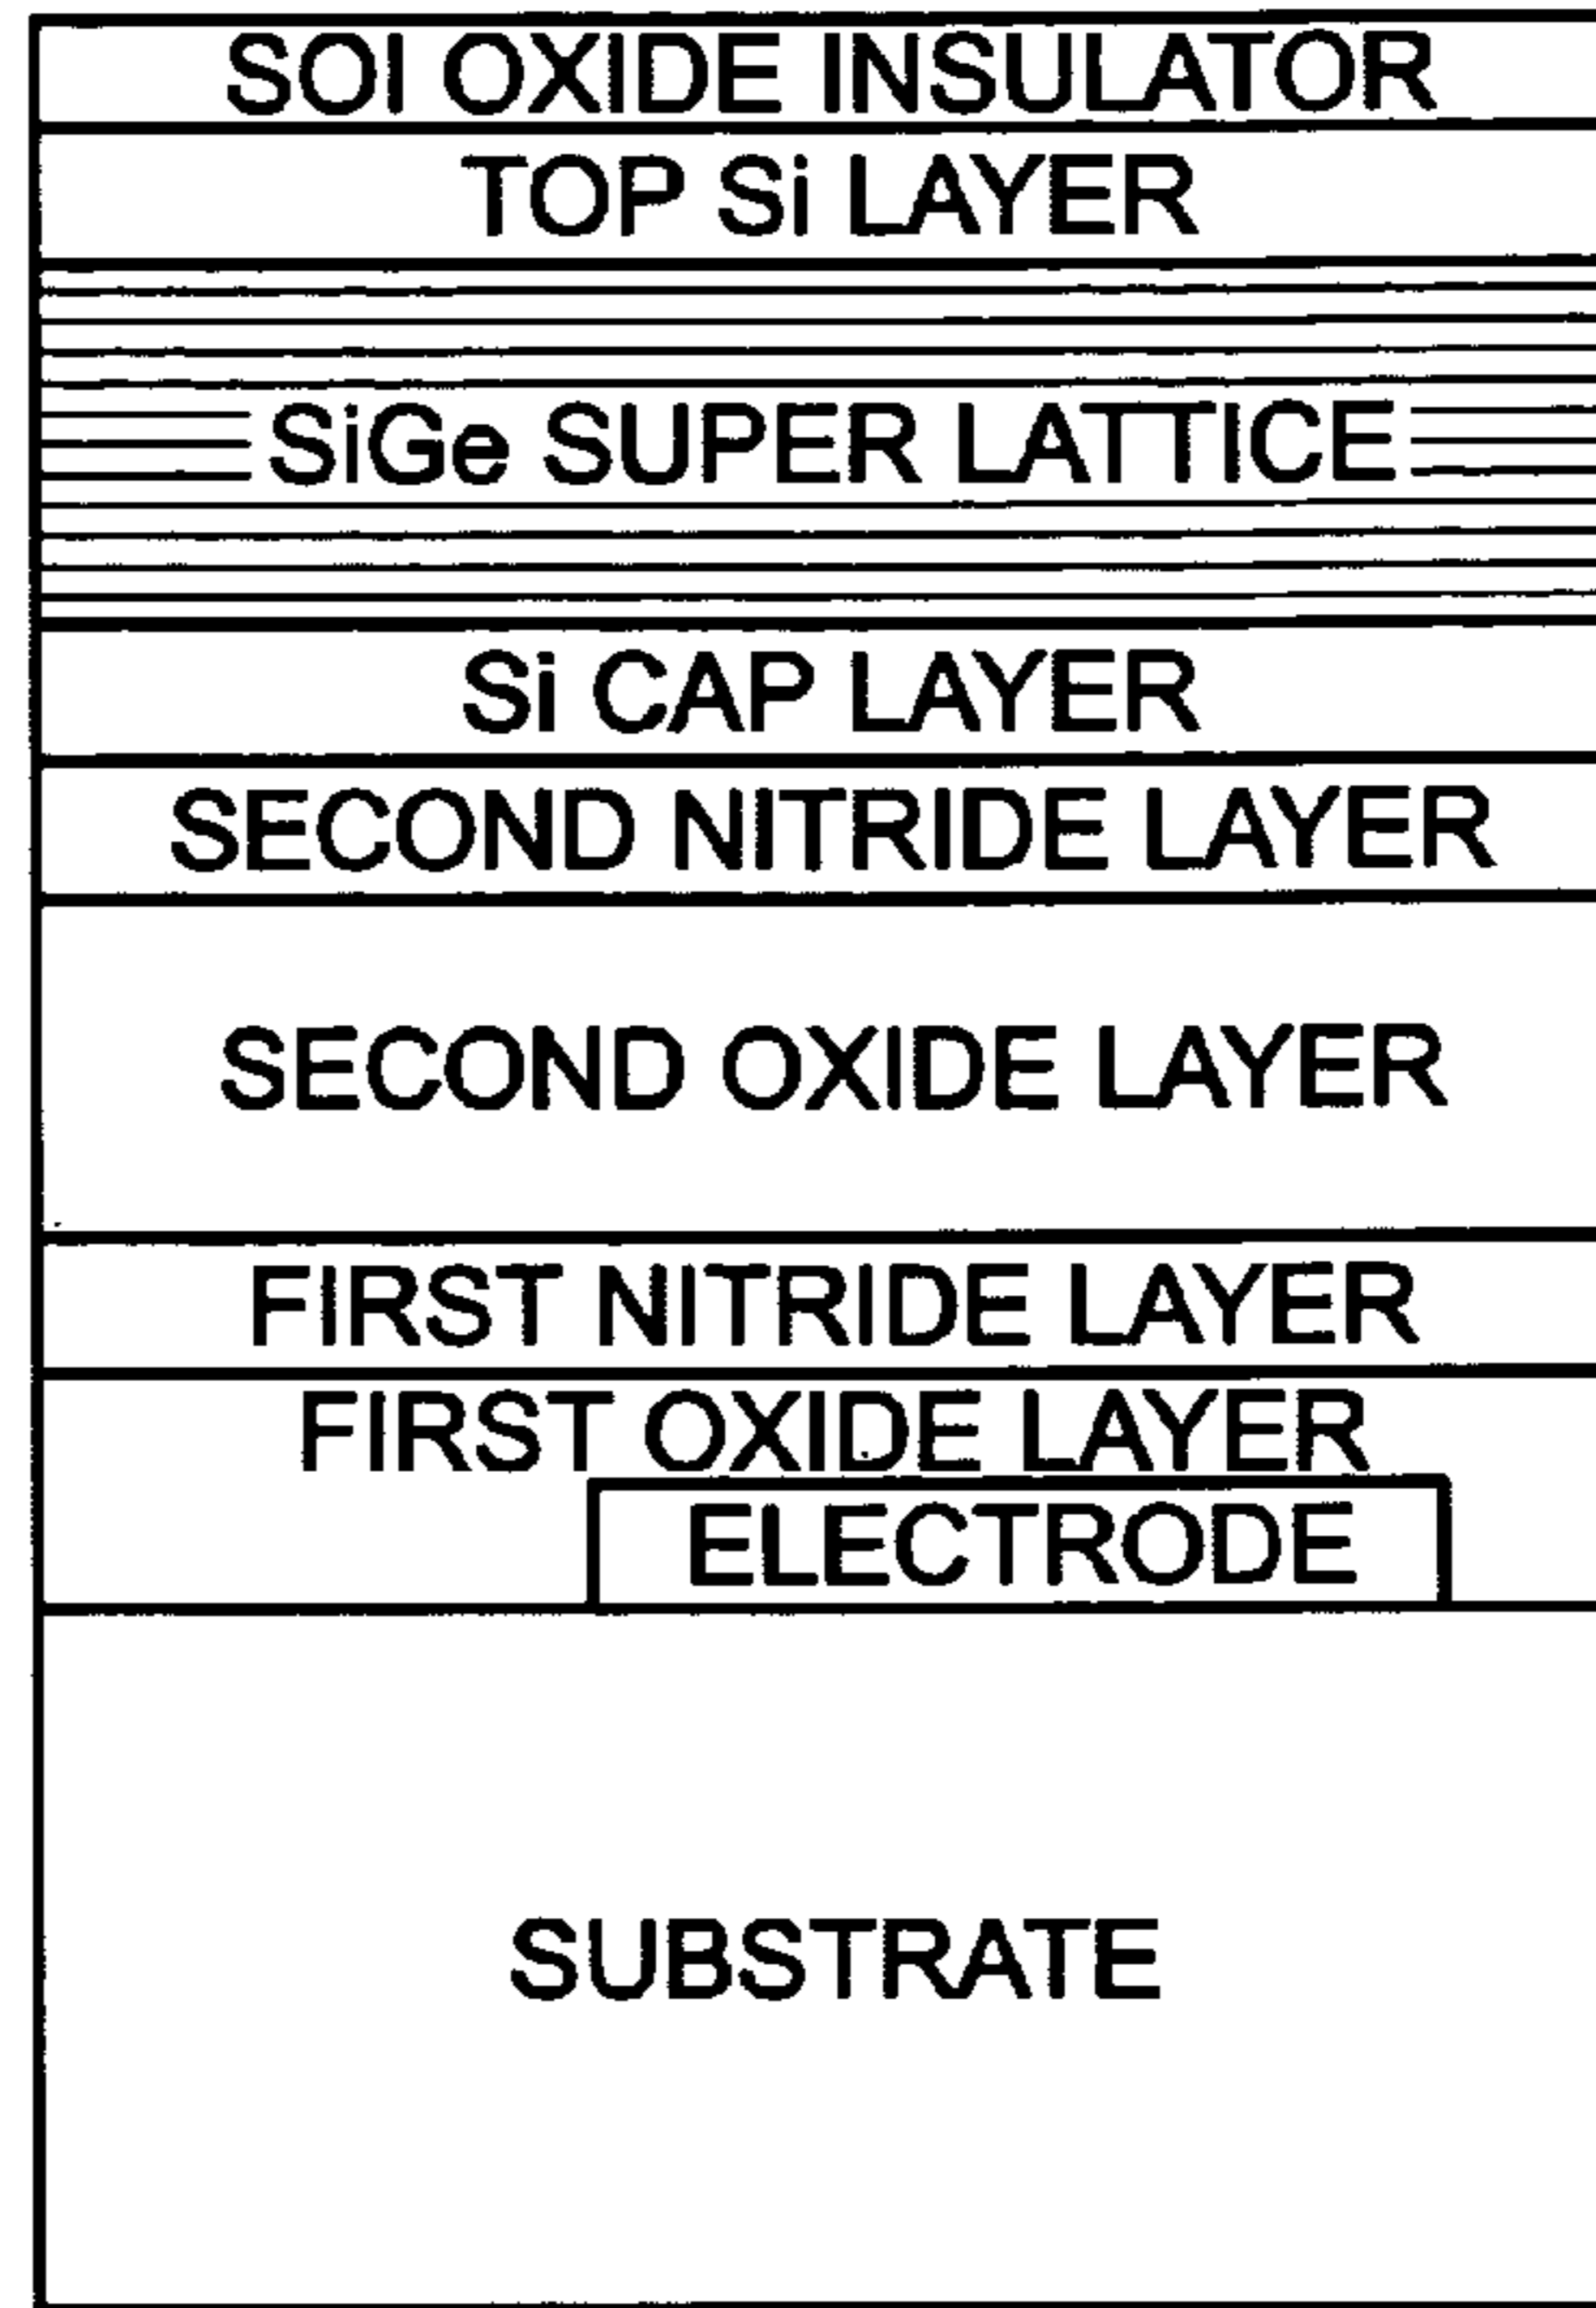 SOI OXIDE INSULATOR
TOP Si LAYER
SiGe SUPER LATTICE
Si CAP LAYER
SECOND NITRIDE LAYER
SECOND OXIDE LAYER
FIRST NITRIDE LAYER
FIRST OXIDE LAYER
ELECTRODE
SUBSTRATE